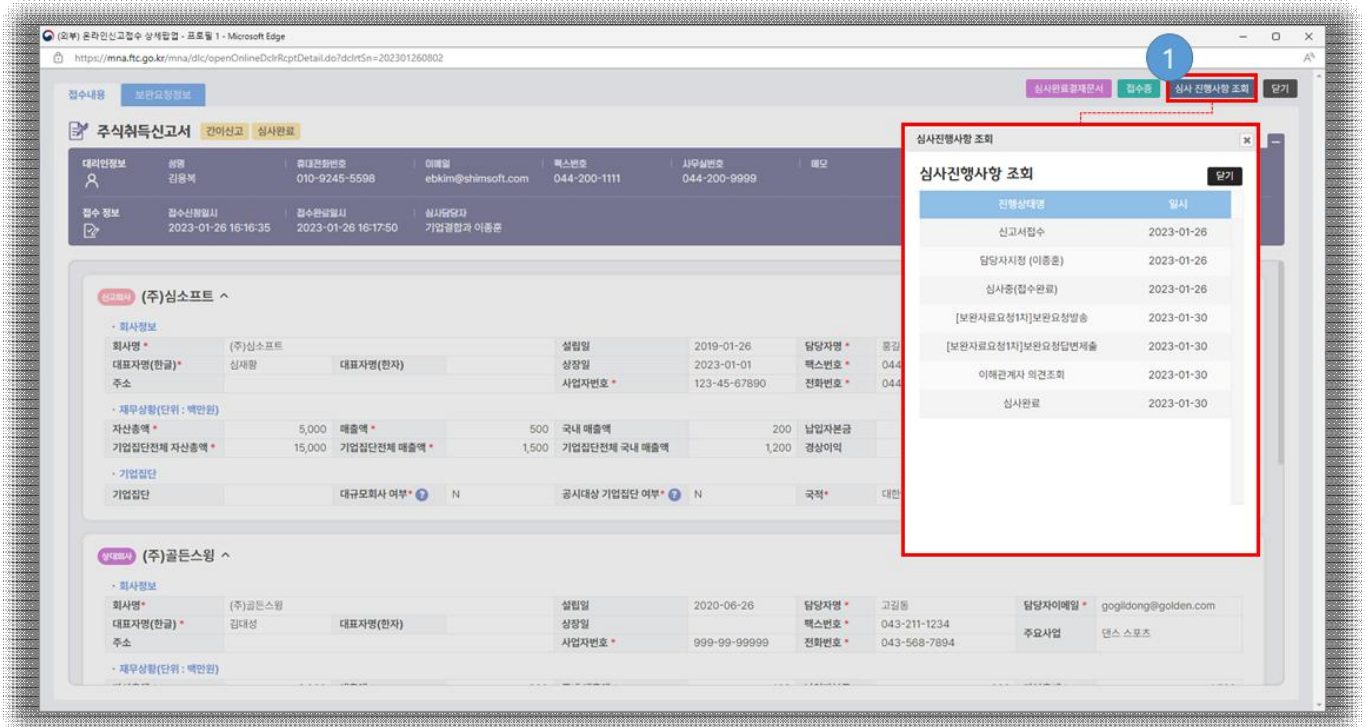 (외부) 온라인신고접수 상세팝업 - 프로필 1 - Microsoft Edge
https://mna.ftc.go.kr/mna/dlc/openOnlineDclrRcptDetail.do?dclrtSn=202301260802
1
접수내용 보완요청정보 심사완료결재문서 접수증 심사 진행사항 조회 닫기
주식취득신고서 간이신고 심사완료
대리인정보 성명 휴대전화번호 이메일 팩스번호 사무실번호 메모
김용복 010-9245-5598 ebkim@shimsoft.com 044-200-1111 044-200-9999
접수 정보 접수신청일시 접수완료일시 심사담당자
2023-01-26 16:16:35 2023-01-26 16:17:50 기업결합과 이종훈
신고회사 (주)심소프트
· 회사정보
회사명 * (주)심소프트 설립일 2019-01-26 담당자명 * 홍길
대표자명(한글)* 심재황 대표자명(한자) 상장일 2023-01-01 팩스번호 * 044
주소 사업자번호 * 123-45-67890 전화번호 * 044
· 재무상황(단위 : 백만원)
자산총액 * 5,000 매출액 * 500 국내 매출액 200 납입자본금
기업집단전체 자산총액 * 15,000 기업집단전체 매출액 * 1,500 기업집단전체 국내 매출액 1,200 경상이익
· 기업집단
기업집단 대규모회사 여부* ? N 공시대상 기업집단 여부* ? N 국적* 대한
심사진행사항 조회
심사진행사항 조회 닫기
진행상태명 일시
신고서접수 2023-01-26
담당자지정 (이종훈) 2023-01-26
심사중(접수완료) 2023-01-26
[보완자료요청1차]보완요청발송 2023-01-30
[보완자료요청1차]보완요청답변제출 2023-01-30
이해관계자 의견조회 2023-01-30
심사완료 2023-01-30
상대회사 (주)골든스윙
· 회사정보
회사명* (주)골든스윙 설립일 2020-06-26 담당자명 * 고길동 담당자이메일 * gogildong@golden.com
대표자명(한글) * 김대성 대표자명(한자) 상장일 팩스번호 * 043-211-1234 주요사업 댄스 스포츠
주소 사업자번호 * 999-99-99999 전화번호 * 043-568-7894
· 재무상황(단위 : 백만원)